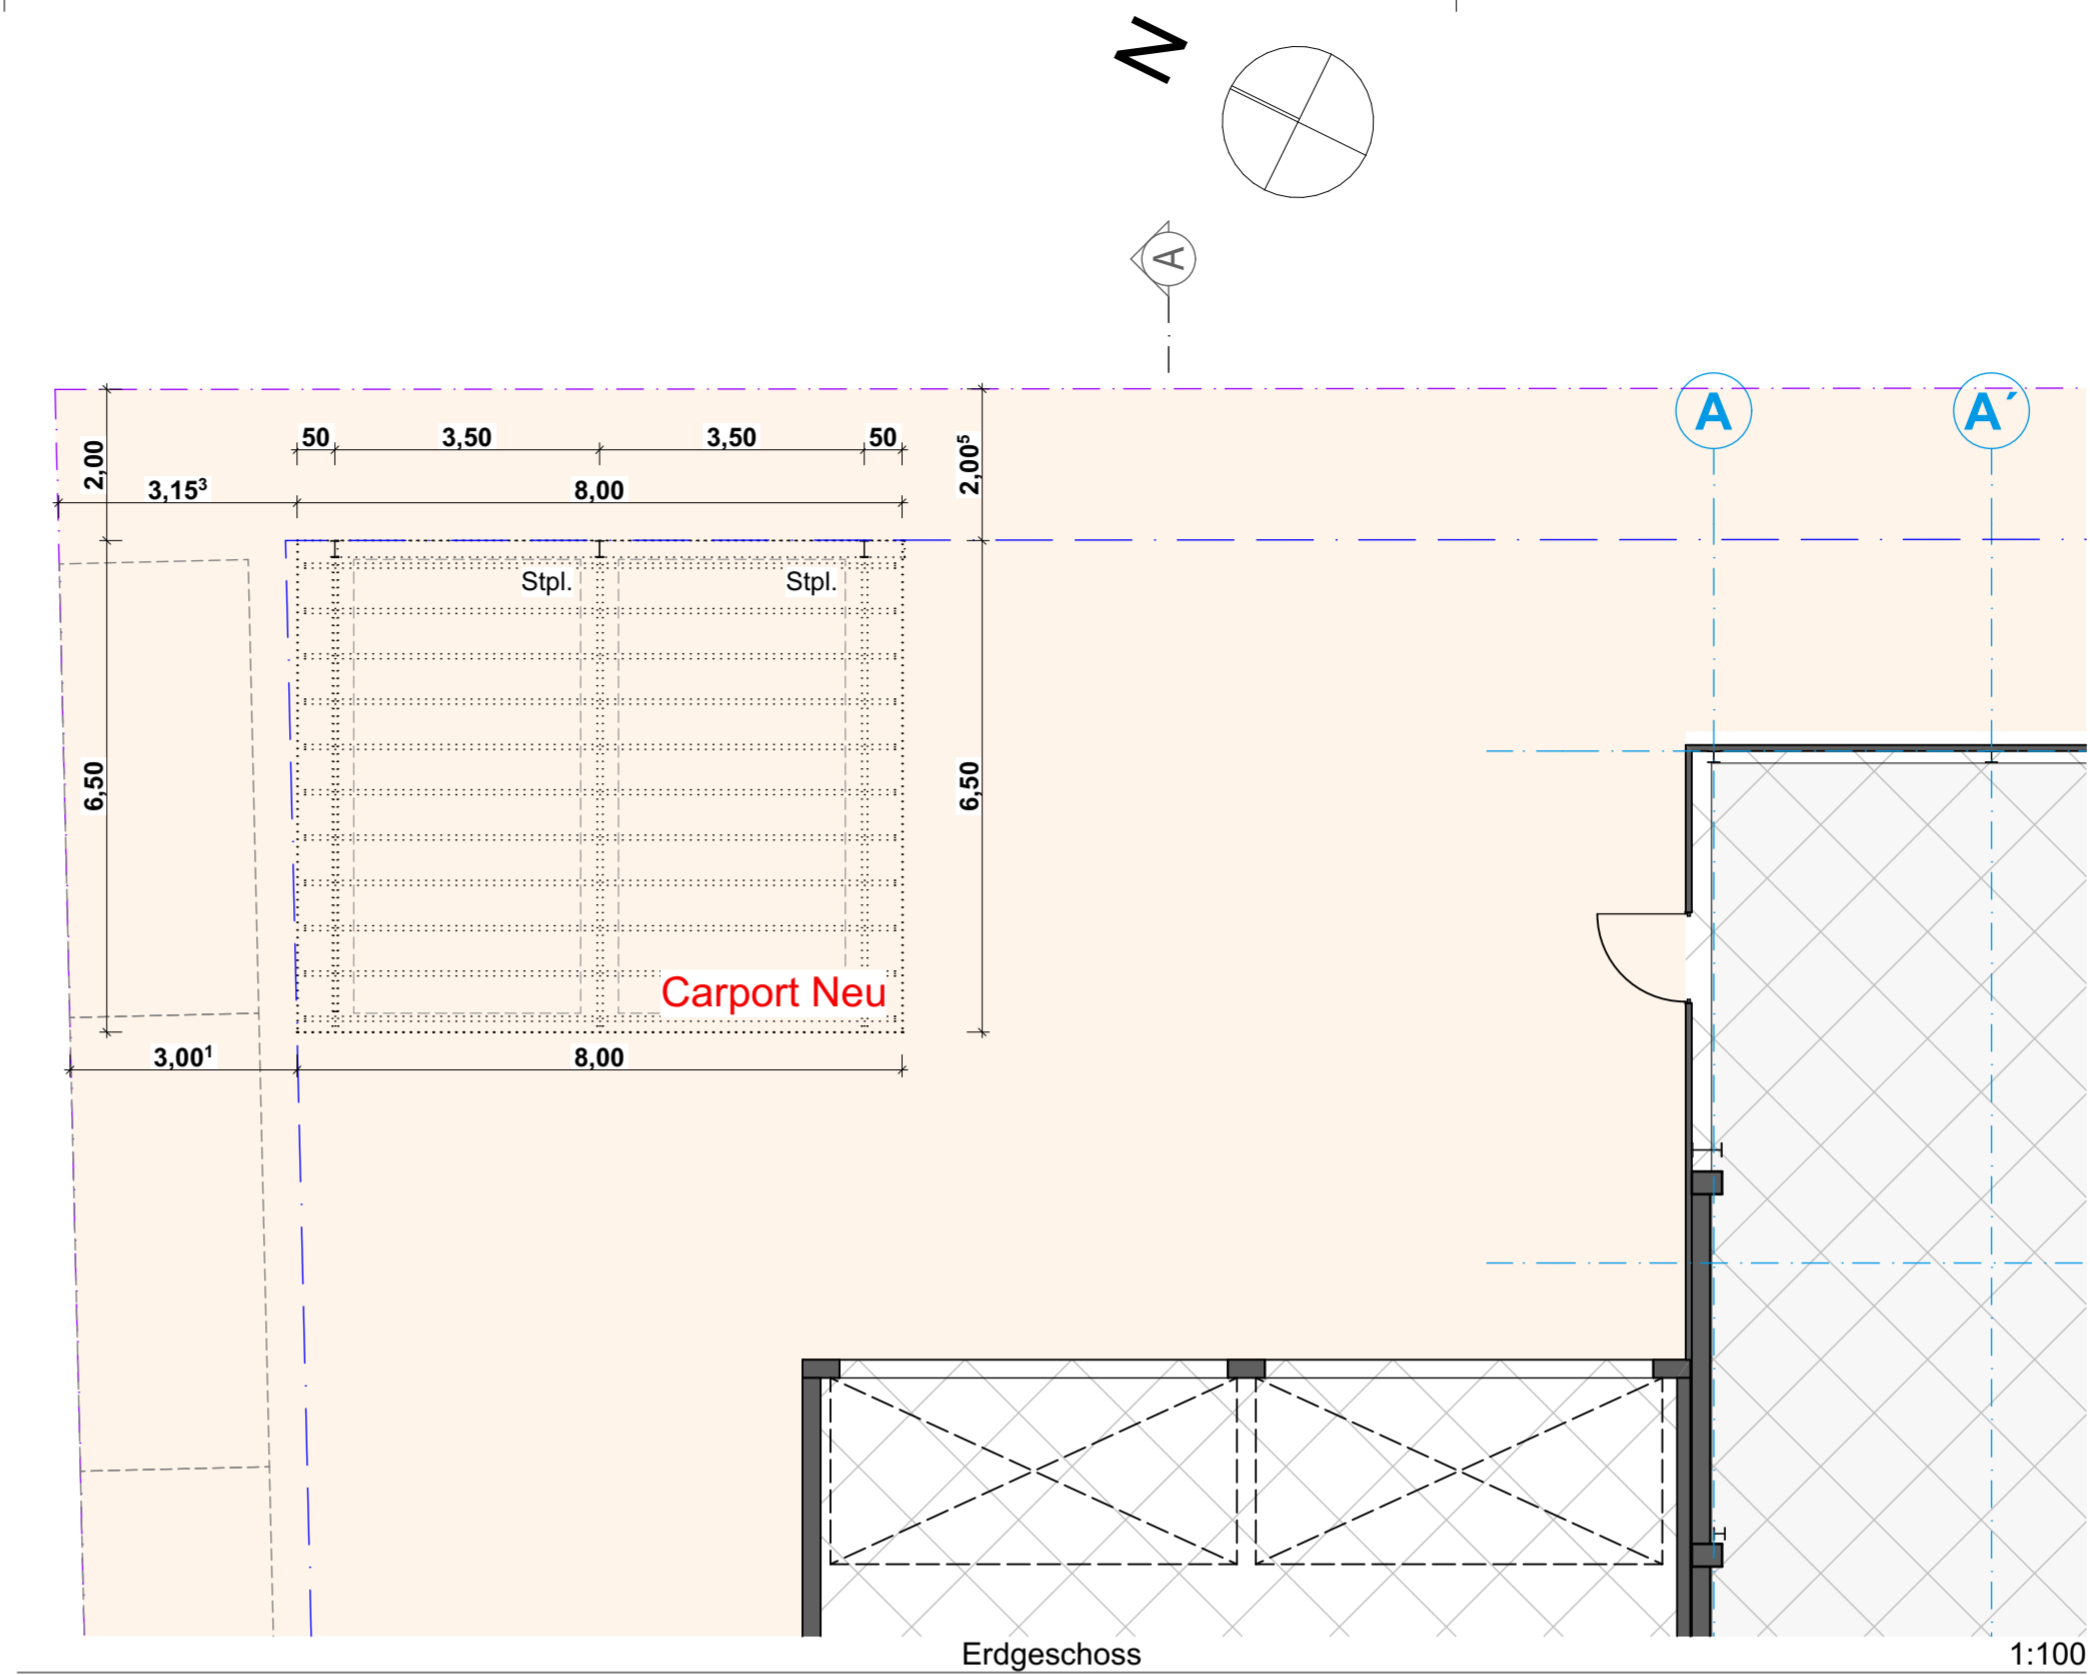 N
A
A
A´
50
3,50
3,50
50
2,00
3,15³
8,00
2,00⁵
Stpl.
Stpl.
6,50
6,50
Carport Neu
3,00¹
8,00
Erdgeschoss
1:100